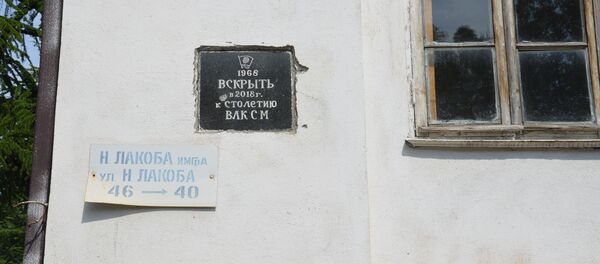 1968
ВСКРЫТЬ
в 2018 г.
к СТОЛЕТИЮ
ВЛКСМ
Н ЛАКОБА имҩа
ул Н ЛАКОБА
46 → 40